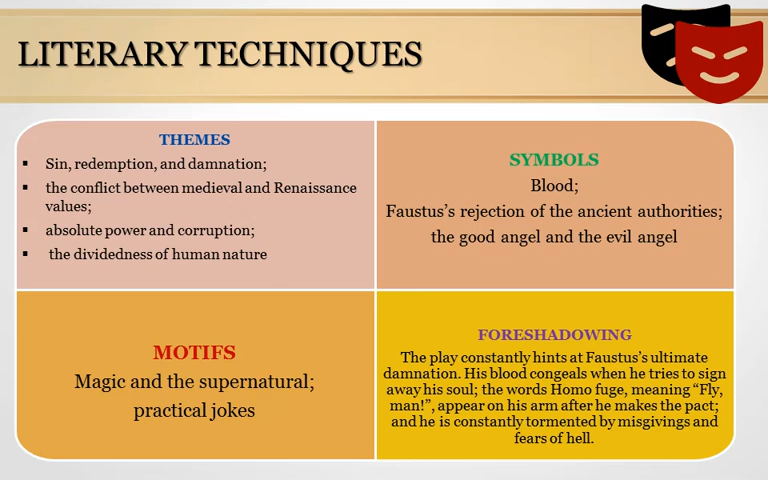 LITERARY TECHNIQUES
THEMES
▪ Sin, redemption, and damnation;
▪ the conflict between medieval and Renaissance
values;
▪ absolute power and corruption;
▪ the dividedness of human nature
SYMBOLS
Blood;
Faustus’s rejection of the ancient authorities;
the good angel and the evil angel
MOTIFS
Magic and the supernatural;
practical jokes
FORESHADOWING
The play constantly hints at Faustus’s ultimate
damnation. His blood congeals when he tries to sign
away his soul; the words Homo fuge, meaning “Fly,
man!”, appear on his arm after he makes the pact;
and he is constantly tormented by misgivings and
fears of hell.